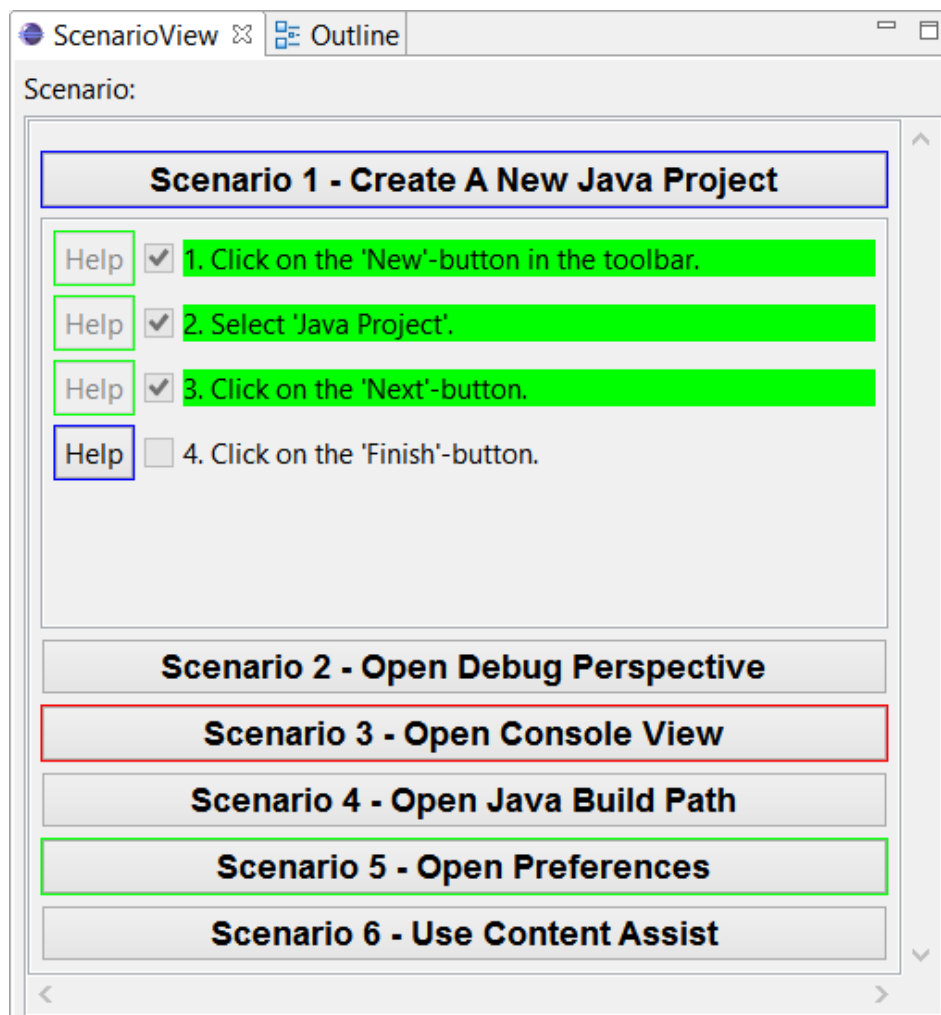 ScenarioView Outline
Scenario:
Scenario 1 - Create A New Java Project
Help 1. Click on the 'New'-button in the toolbar.
Help 2. Select 'Java Project'.
Help 3. Click on the 'Next'-button.
Help 4. Click on the 'Finish'-button.
Scenario 2 - Open Debug Perspective
Scenario 3 - Open Console View
Scenario 4 - Open Java Build Path
Scenario 5 - Open Preferences
Scenario 6 - Use Content Assist